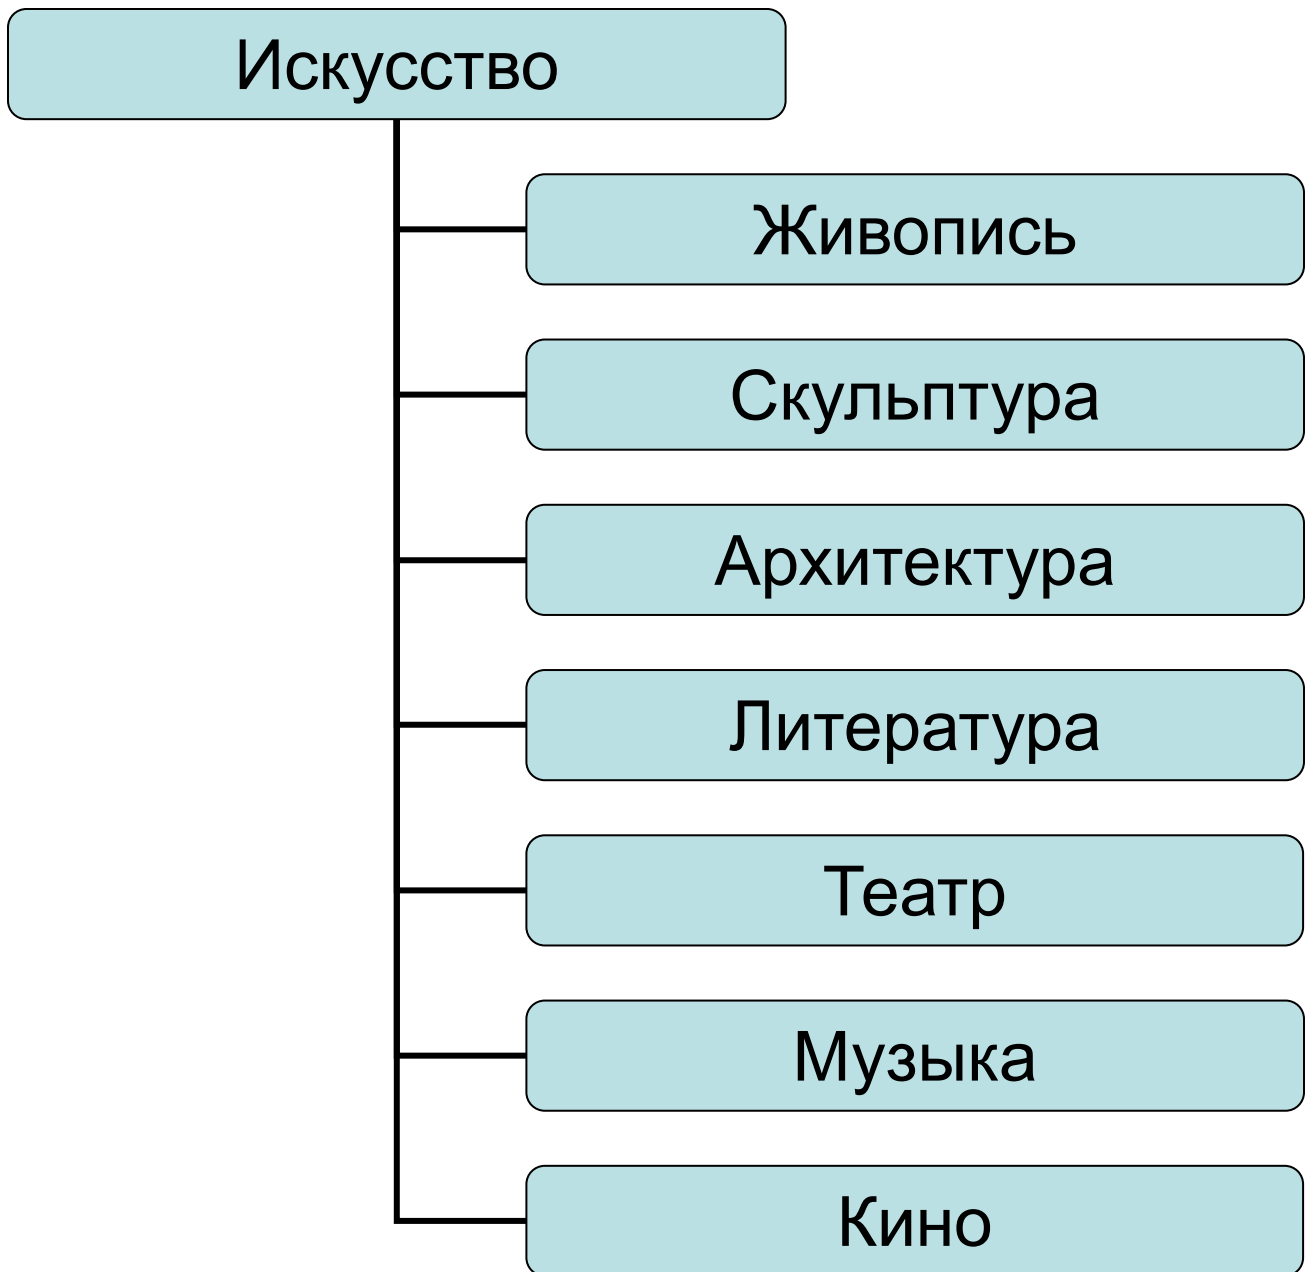 Искусство
Живопись
Скульптура
Архитектура
Литература
Театр
Музыка
Кино